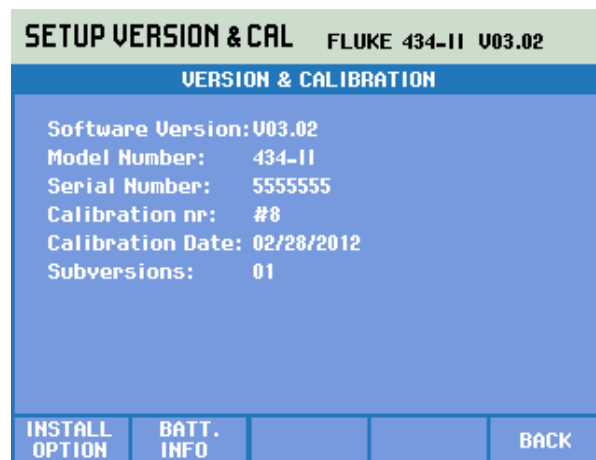 SETUP VERSION & CAL FLUKE 434-II V03.02
VERSION & CALIBRATION
Software Version: V03.02
Model Number: 434-II
Serial Number: 5555555
Calibration nr: #8
Calibration Date: 02/28/2012
Subversions: 01
INSTALL OPTION BATT. INFO BACK